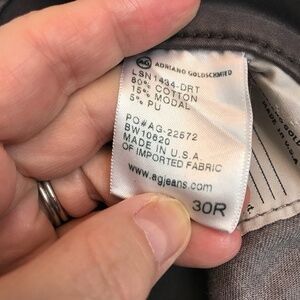 AG ADRIANO GOLDSCHMIED
LSN1434-DRT
80% COTTON
15% MODAL
5% PU
PO#AG-22572
BW10620
MADE IN U.S.A.
OF IMPORTED FABRIC
www.agjeans.com
30R